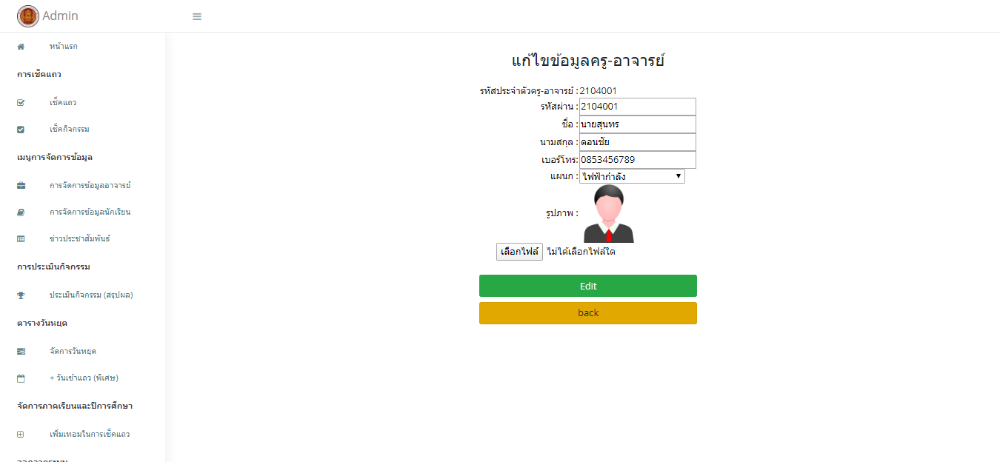 Admin
หน้าแรก
การเช็คแถว
เช็คแถว
เช็คกิจกรรม
เมนูการจัดการข้อมูล
การจัดการข้อมูลอาจารย์
การจัดการข้อมูลนักเรียน
ข่าวประชาสัมพันธ์
การประเมินกิจกรรม
ประเมินกิจกรรม (สรุปผล)
ตารางวันหยุด
จัดการวันหยุด
+ วันเข้าแถว (พิเศษ)
จัดการภาคเรียนและปีการศึกษา
เพิ่มเทอมในการเช็คแถว
แก้ไขข้อมูลครู-อาจารย์
รหัสประจำตัวครู-อาจารย์ : 2104001
รหัสผ่าน : 2104001
ชื่อ : นายสุนทร
นามสกุล : ดอนชัย
เบอร์โทร: 0853456789
แผนก : ไฟฟ้ากำลัง
รูปภาพ :
เลือกไฟล์ ไม่ได้เลือกไฟล์ใด
Edit
back